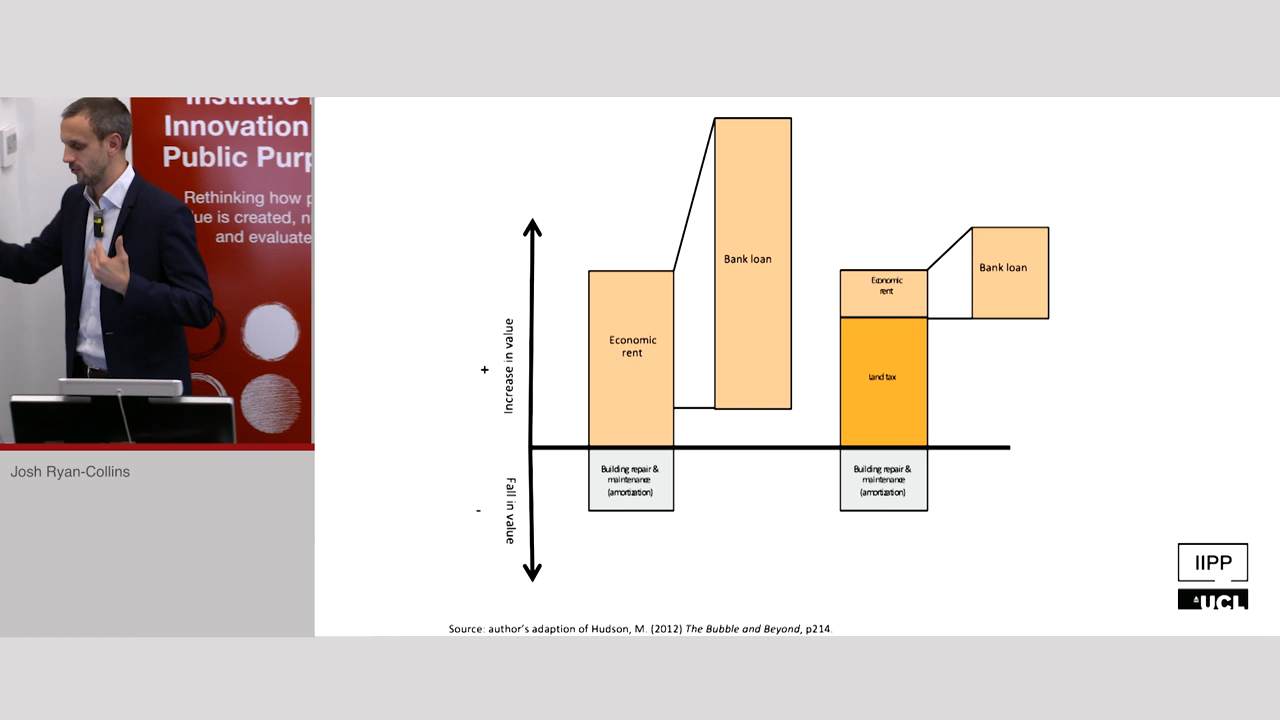 Institute
Innovation
Public
Rethinking how
is created,
and evaluate
Josh Ryan-Collins
+
Increase in value
-
Fall in value
Economic
rent
Bank loan
Building repair &
maintenance
(amortization)
Economic
rent
land tax
Bank loan
Building repair &
maintenance
(amortization)
IIPP
UCL
Source: author's adaption of Hudson, M. (2012) The Bubble and Beyond, p214.